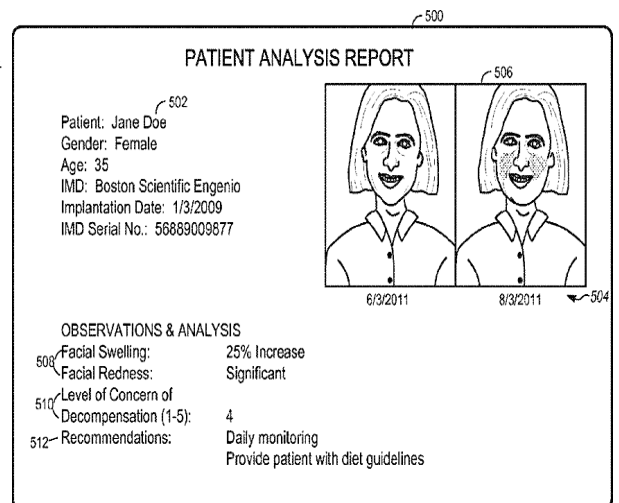 500
PATIENT ANALYSIS REPORT
502
506
Patient: Jane Doe
Gender: Female
Age: 35
IMD: Boston Scientific Engenio
Implantation Date: 1/3/2009
IMD Serial No.: 56889009877
6/3/2011 8/3/2011 504
OBSERVATIONS & ANALYSIS
508 Facial Swelling: 25% Increase
Facial Redness: Significant
510 Level of Concern of
Decompensation (1-5): 4
512 Recommendations: Daily monitoring
Provide patient with diet guidelines